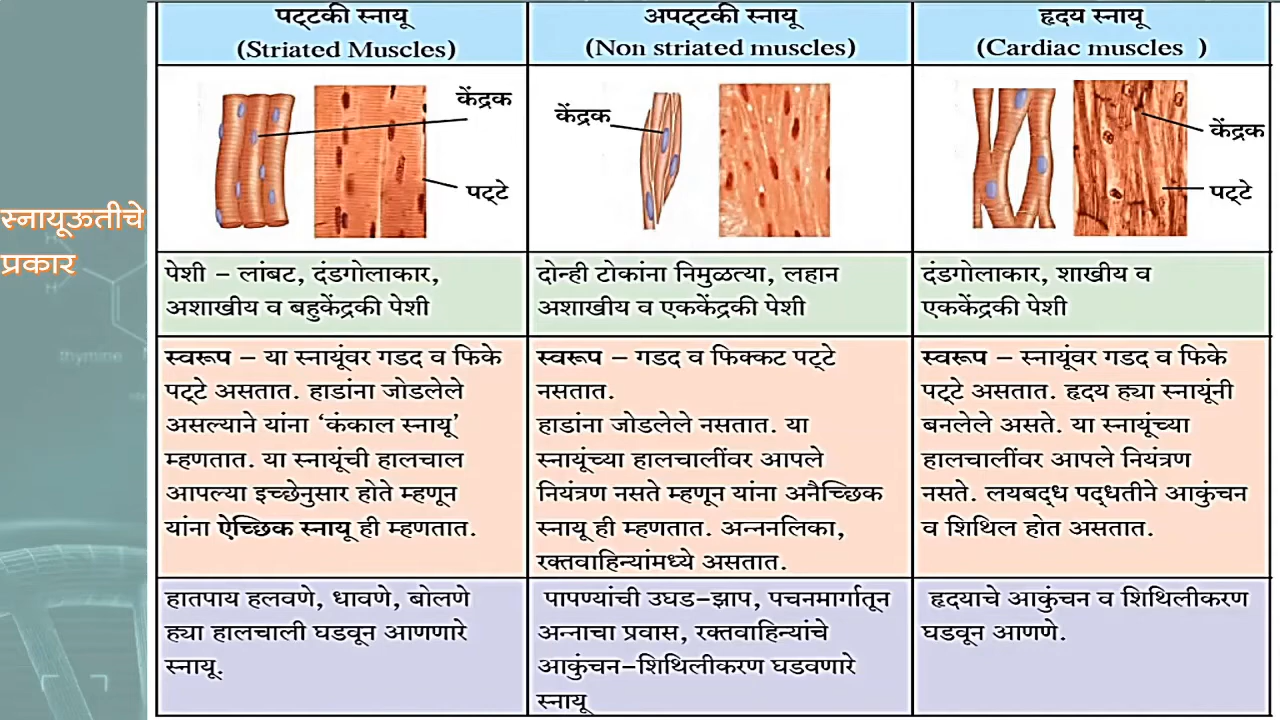 स्नायूऊतीचे
प्रकार
thymine
पट्टकी स्नायू
(Striated Muscles)
केंद्रक
पट्टे
पेशी – लांबट, दंडगोलाकार,
अशाखीय व बहुकेंद्रकी पेशी
स्वरूप – या स्नायूंवर गडद व फिके
पट्टे असतात. हाडांना जोडलेले
असल्याने यांना ‘कंकाल स्नायू’
म्हणतात. या स्नायूंची हालचाल
आपल्या इच्छेनुसार होते म्हणून
यांना ऐच्छिक स्नायू ही म्हणतात.
हातपाय हलवणे, धावणे, बोलणे
ह्या हालचाली घडवून आणणारे
स्नायू.
अपट्टकी स्नायू
(Non striated muscles)
केंद्रक
दोन्ही टोकांना निमुळत्या, लहान
अशाखीय व एककेंद्रकी पेशी
स्वरूप – गडद व फिक्कट पट्टे
नसतात.
हाडांना जोडलेले नसतात. या
स्नायूंच्या हालचालींवर आपले
नियंत्रण नसते म्हणून यांना अनैच्छिक
स्नायू ही म्हणतात. अन्ननलिका,
रक्तवाहिन्यांमध्ये असतात.
पापण्यांची उघड–झाप, पचनमार्गातून
अन्नाचा प्रवास, रक्तवाहिन्यांचे
आकुंचन–शिथिलीकरण घडवणारे
स्नायू
हृदय स्नायू
(Cardiac muscles )
केंद्रक
पट्टे
दंडगोलाकार, शाखीय व
एककेंद्रकी पेशी
स्वरूप – स्नायूंवर गडद व फिके
पट्टे असतात. हृदय ह्या स्नायूंनी
बनलेले असते. या स्नायूंच्या
हालचालींवर आपले नियंत्रण
नसते. लयबद्ध पद्धतीने आकुंचन
व शिथिल होत असतात.
हृदयाचे आकुंचन व शिथिलीकरण
घडवून आणणे.